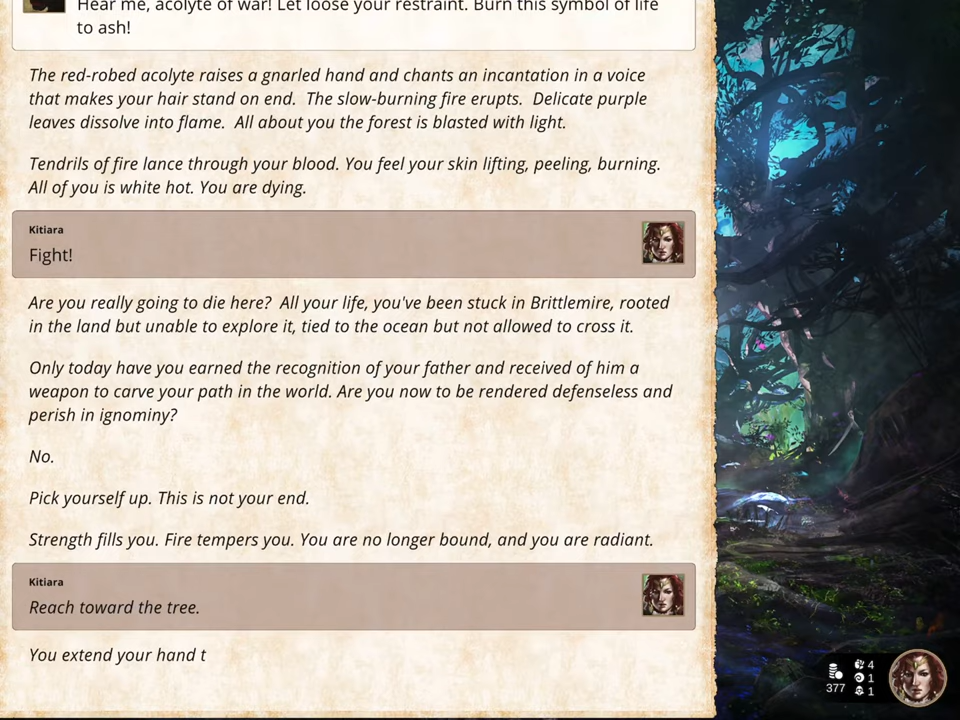 Hear me, acolyte of war! Let loose your restraint. Burn this symbol of life
to ash!
The red-robed acolyte raises a gnarled hand and chants an incantation in a voice
that makes your hair stand on end. The slow-burning fire erupts. Delicate purple
leaves dissolve into flame. All about you the forest is blasted with light.
Tendrils of fire lance through your blood. You feel your skin lifting, peeling, burning.
All of you is white hot. You are dying.
Kitiara
Fight!
Are you really going to die here? All your life, you've been stuck in Brittlemire, rooted
in the land but unable to explore it, tied to the ocean but not allowed to cross it.
Only today have you earned the recognition of your father and received of him a
weapon to carve your path in the world. Are you now to be rendered defenseless and
perish in ignominy?
No.
Pick yourself up. This is not your end.
Strength fills you. Fire tempers you. You are no longer bound, and you are radiant.
Kitiara
Reach toward the tree.
You extend your hand t
377
4
1
1